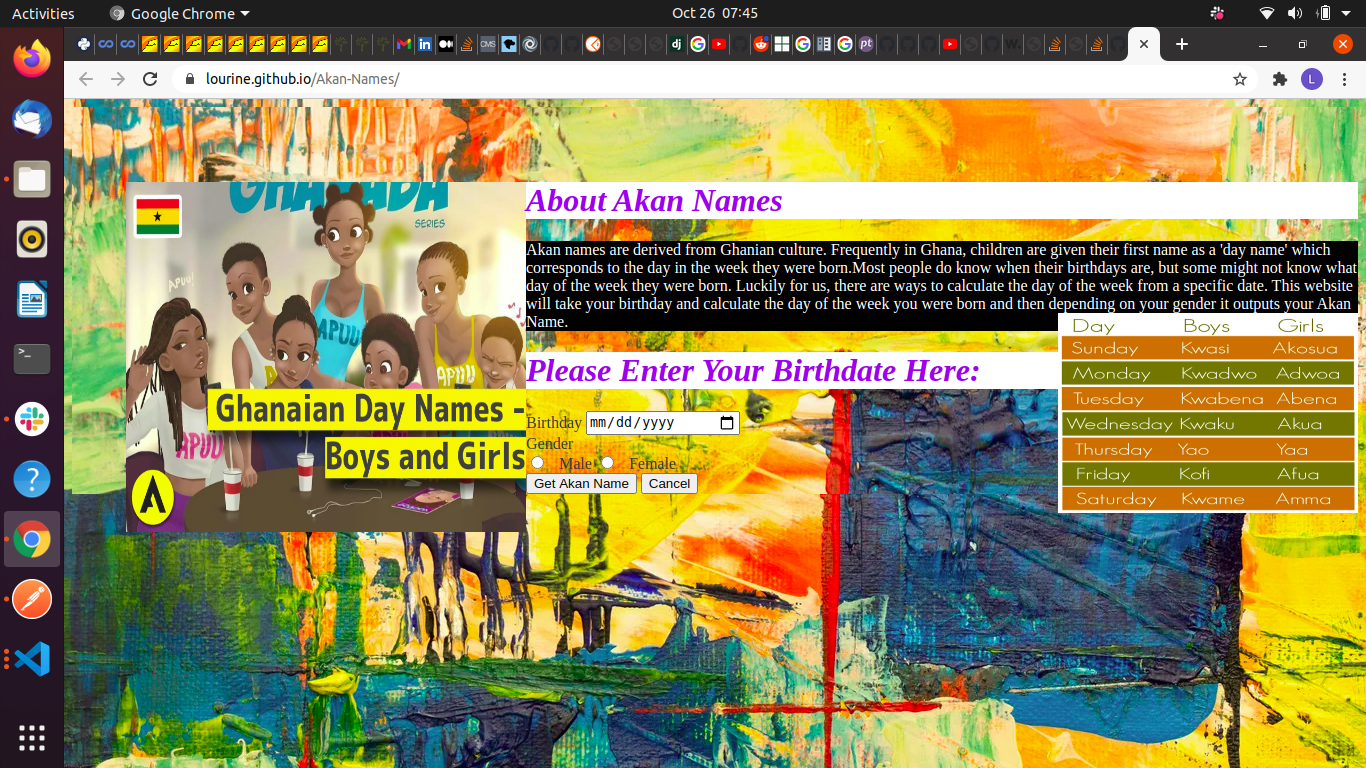 Activities
Google Chrome
Oct 26 07:45
lourine.github.io/Akan-Names/
L
SERIES
APUU!
APUU
APUU
APUU
Ghanaian Day Names -
Boys and Girls
A
About Akan Names
Akan names are derived from Ghanian culture. Frequently in Ghana, children are given their first name as a 'day name' which
corresponds to the day in the week they were born.Most people do know when their birthdays are, but some might not know what
day of the week they were born. Luckily for us, there are ways to calculate the day of the week from a specific date. This website
will take your birthday and calculate the day of the week you were born and then depending on your gender it outputs your Akan
Name.
Please Enter Your Birthdate Here:
Birthday mm/dd/yyyy
Gender
Male Female
Get Akan Name Cancel
Day Boys Girls
Sunday Kwasi Akosua
Monday Kwadwo Adwoa
Tuesday Kwabena Abena
Wednesday Kwaku Akua
Thursday Yao Yaa
Friday Kofi Afua
Saturday Kwame Amma